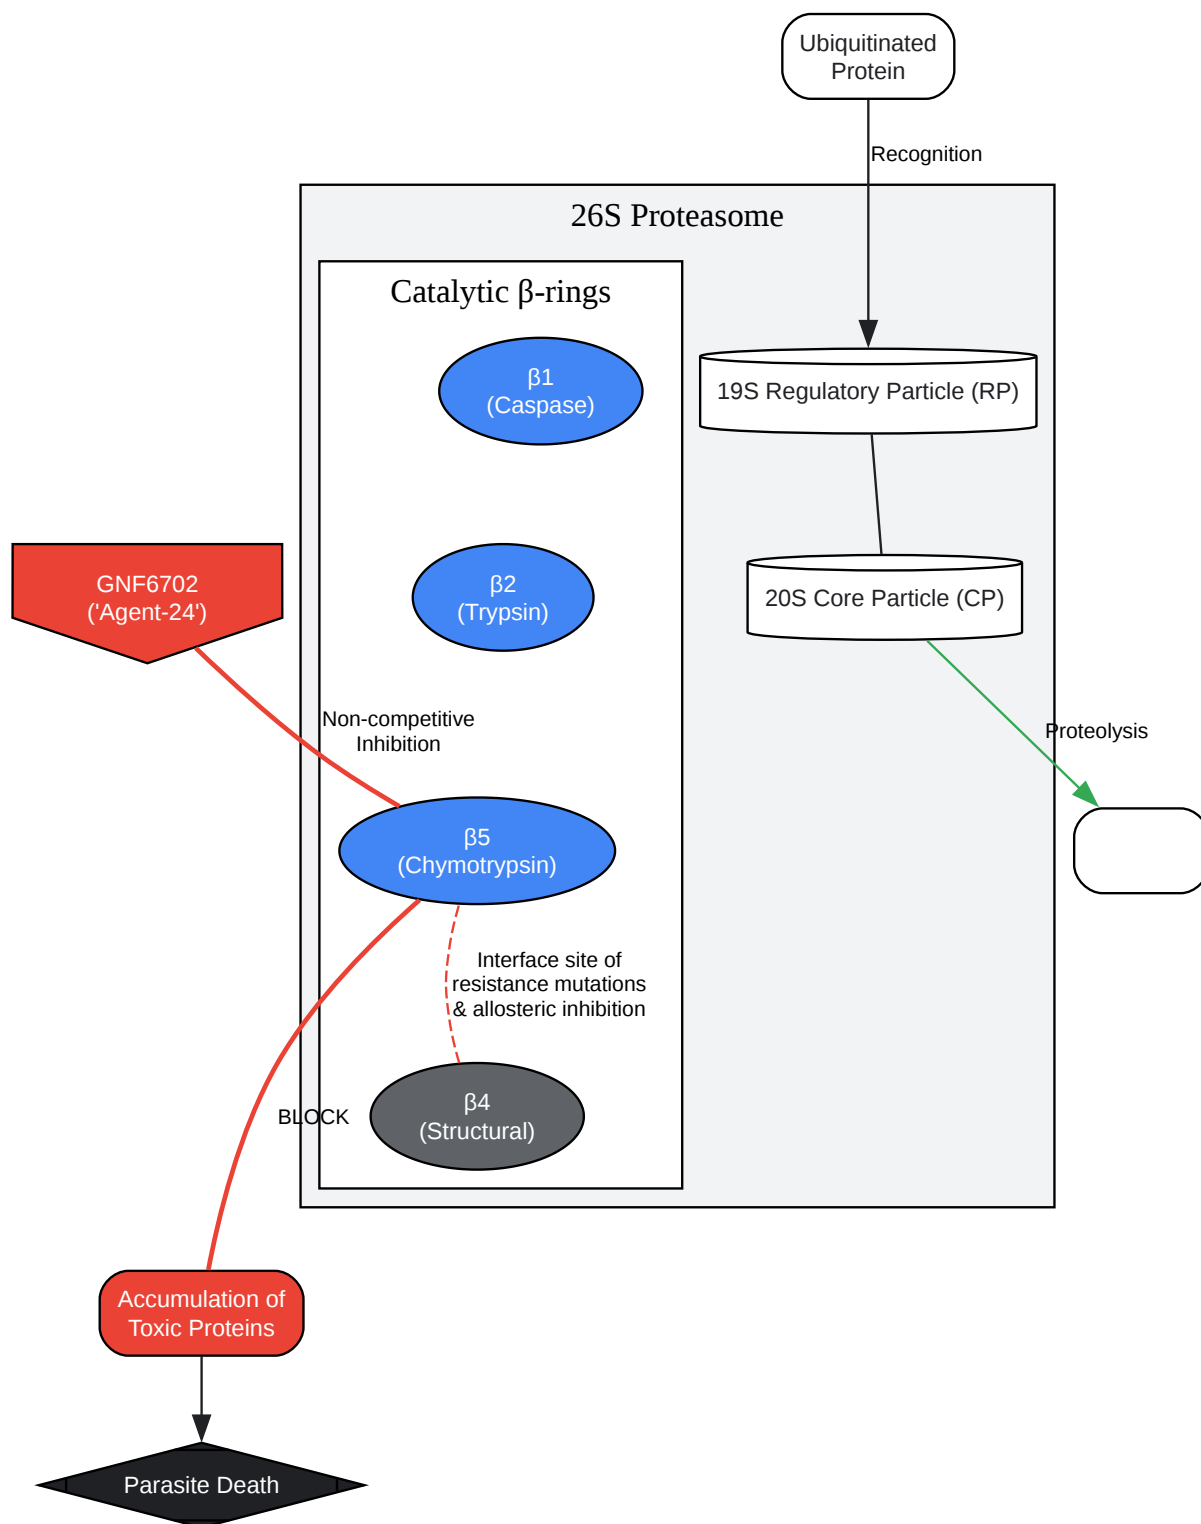 Ubiquitinated
Protein
Recognition
26S Proteasome
Catalytic β-rings
β1
(Caspase)
19S Regulatory Particle (RP)
β2
(Trypsin)
20S Core Particle (CP)
GNF6702
('Agent-24')
Non-competitive
Inhibition
Proteolysis
β5
(Chymotrypsin)
Interface site of
resistance mutations
& allosteric inhibition
β4
(Structural)
BLOCK
Accumulation of
Toxic Proteins
Parasite Death